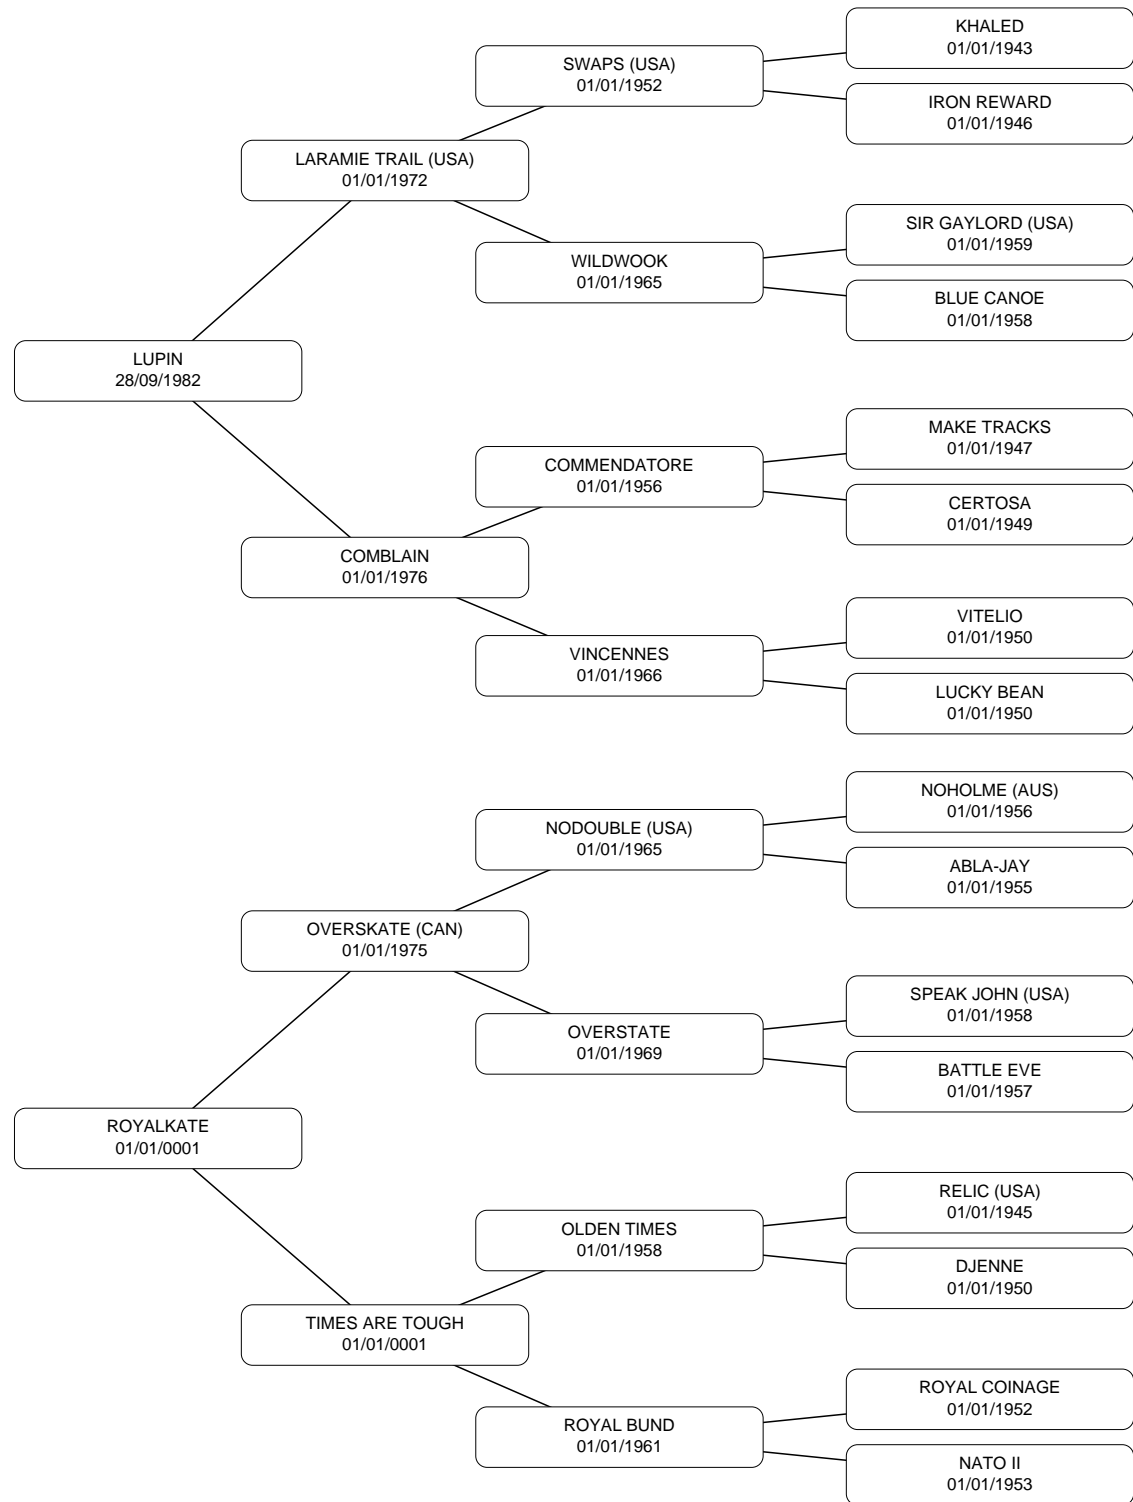 KHALED
01/01/1943
SWAPS (USA)
01/01/1952
IRON REWARD
01/01/1946
LARAMIE TRAIL (USA)
01/01/1972
SIR GAYLORD (USA)
01/01/1959
WILDWOOK
01/01/1965
BLUE CANOE
01/01/1958
LUPIN
28/09/1982
MAKE TRACKS
01/01/1947
COMMENDATORE
01/01/1956
CERTOSA
01/01/1949
COMBLAIN
01/01/1976
VITELIO
01/01/1950
VINCENNES
01/01/1966
LUCKY BEAN
01/01/1950
NOHOLME (AUS)
01/01/1956
NODOUBLE (USA)
01/01/1965
ABLA-JAY
01/01/1955
OVERSKATE (CAN)
01/01/1975
SPEAK JOHN (USA)
01/01/1958
OVERSTATE
01/01/1969
BATTLE EVE
01/01/1957
ROYALKATE
01/01/0001
RELIC (USA)
01/01/1945
OLDEN TIMES
01/01/1958
DJENNE
01/01/1950
TIMES ARE TOUGH
01/01/0001
ROYAL COINAGE
01/01/1952
ROYAL BUND
01/01/1961
NATO II
01/01/1953